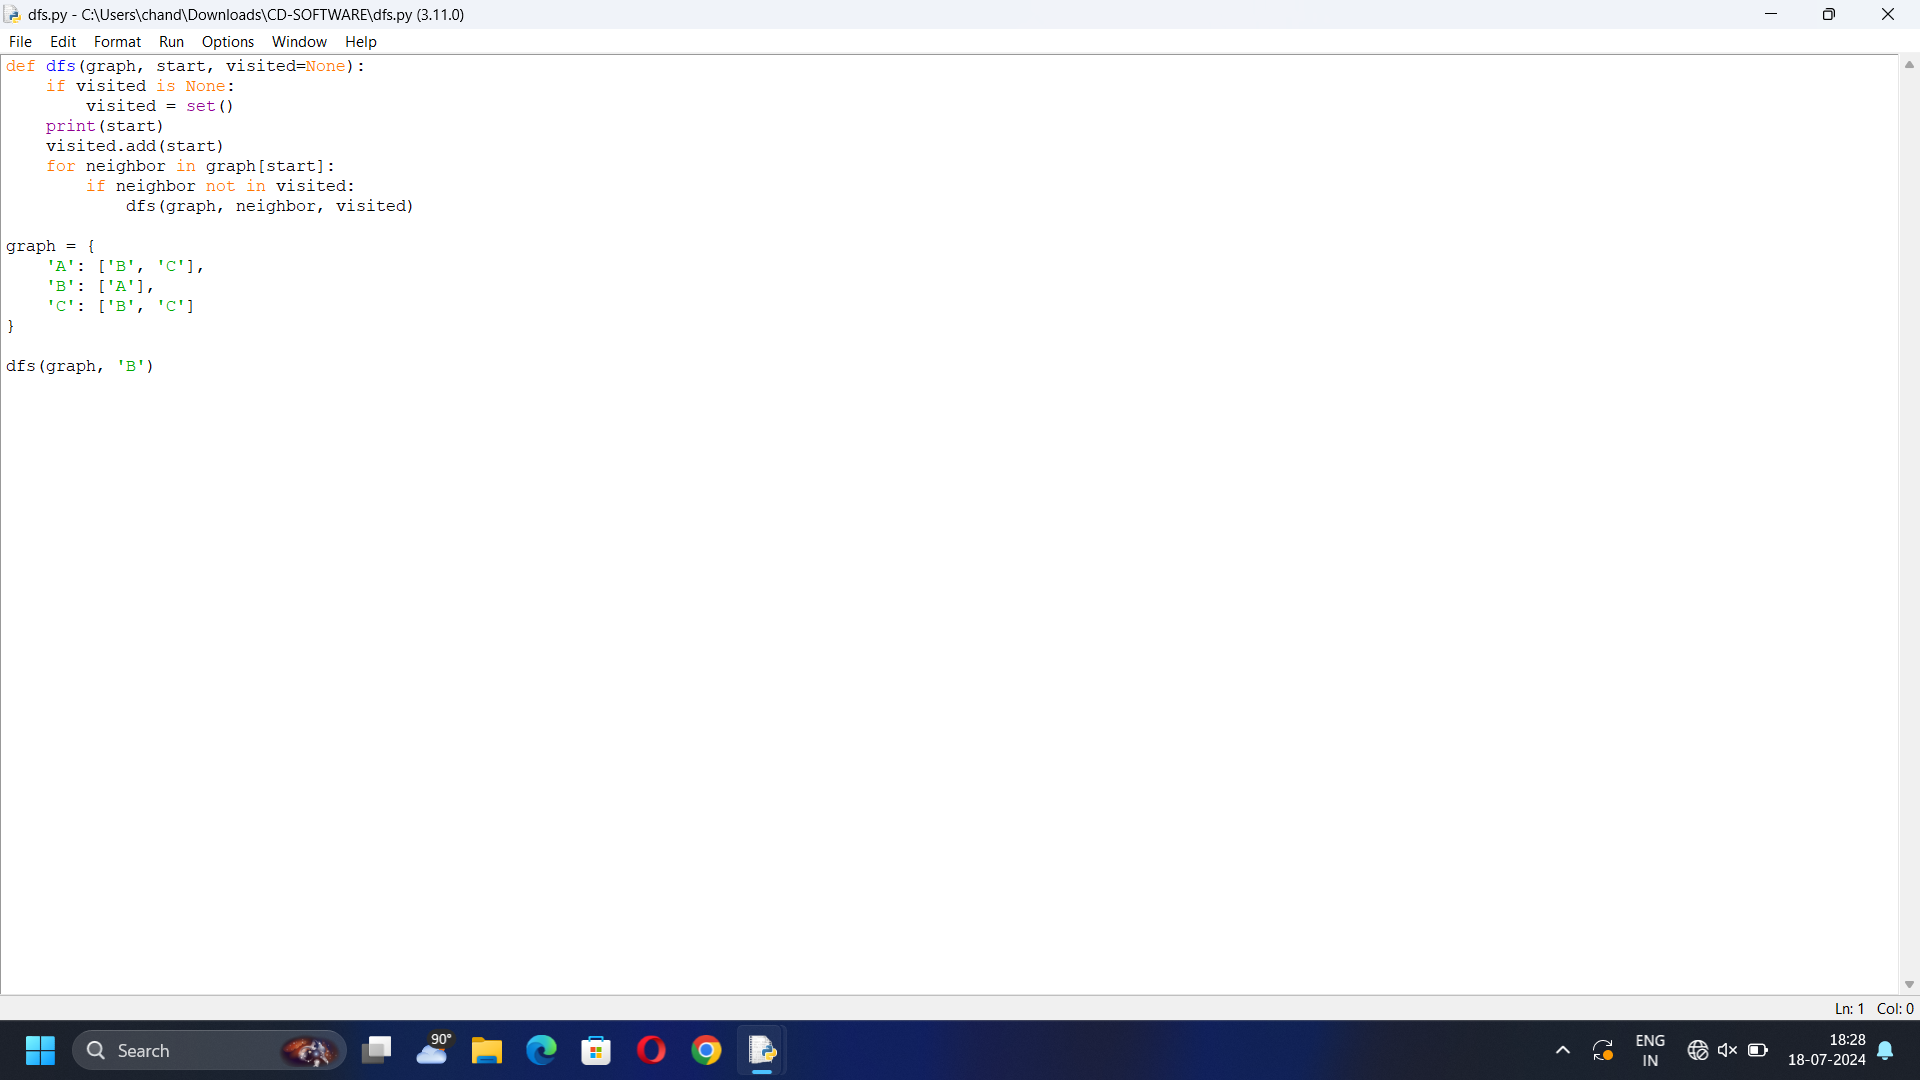 dfs.py - C:\Users\chand\Downloads\CD-SOFTWARE\dfs.py (3.11.0)
File Edit Format Run Options Window Help
def dfs(graph, start, visited=None):
    if visited is None:
        visited = set()
    print(start)
    visited.add(start)
    for neighbor in graph[start]:
        if neighbor not in visited:
            dfs(graph, neighbor, visited)

graph = {
    'A': ['B', 'C'],
    'B': ['A'],
    'C': ['B', 'C']
}

dfs(graph, 'B')
Ln: 1 Col: 0
Search
90°
ENG
IN
18:28
18-07-2024